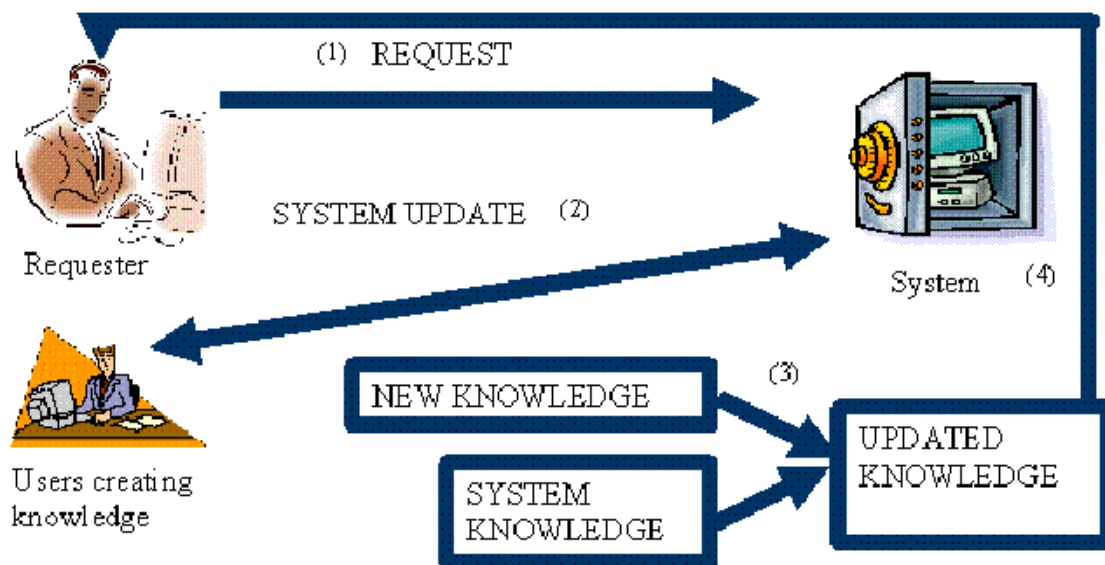 (1) REQUEST
Requester
SYSTEM UPDATE (2)
System (4)
Users creating
knowledge
NEW KNOWLEDGE
(3)
SYSTEM
KNOWLEDGE
UPDATED
KNOWLEDGE